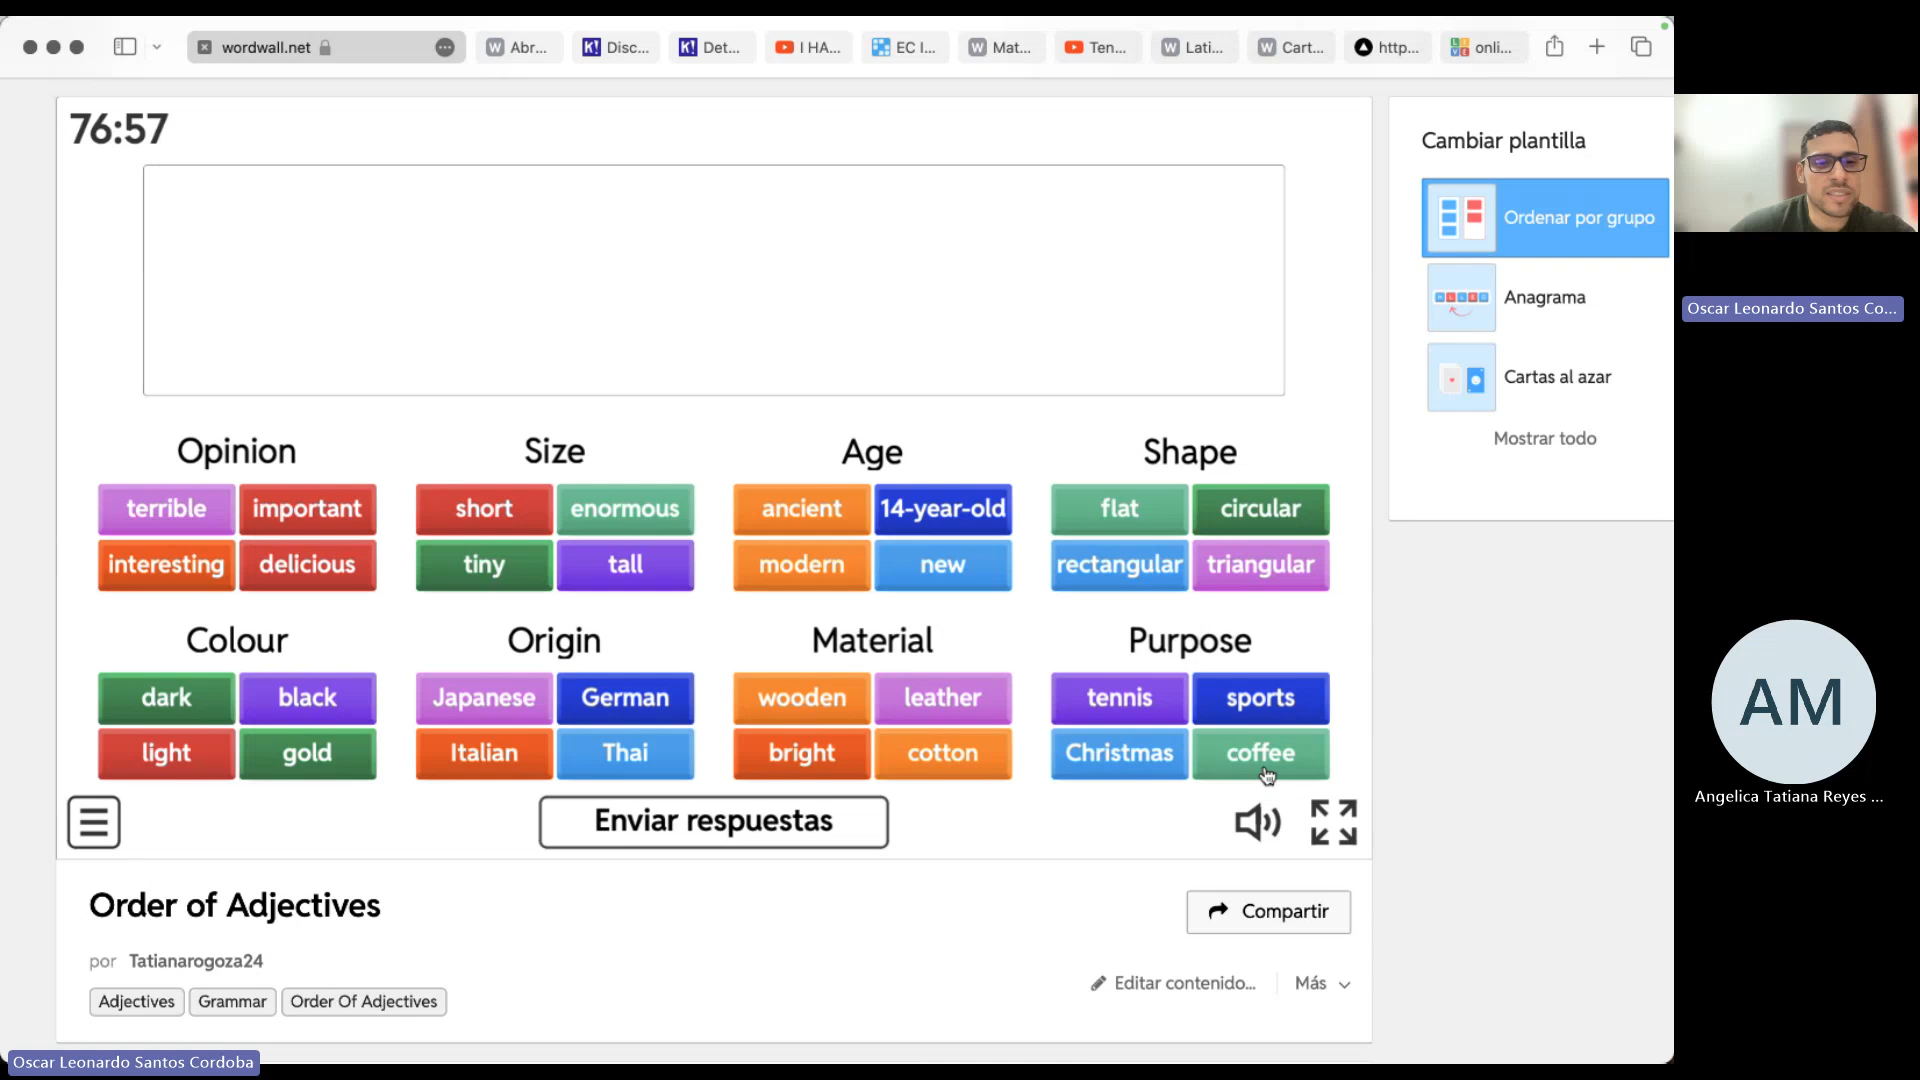 wordwall.net
Abr...
Disc...
Det...
I HA...
EC I...
Mat...
Ten...
Lati...
Cart...
http...
onli...
76:57
Cambiar plantilla
Ordenar por grupo
Anagrama
Cartas al azar
Mostrar todo
Opinion
Size
Age
Shape
terrible
important
short
enormous
ancient
14-year-old
flat
circular
interesting
delicious
tiny
tall
modern
new
rectangular
triangular
Colour
Origin
Material
Purpose
dark
black
Japanese
German
wooden
leather
tennis
sports
light
gold
Italian
Thai
bright
cotton
Christmas
coffee
Enviar respuestas
Order of Adjectives
Compartir
por Tatianarogoza24
Editar contenido...
Más
Adjectives
Grammar
Order Of Adjectives
Oscar Leonardo Santos Cordoba
Oscar Leonardo Santos Co...
AM
Angelica Tatiana Reyes ...